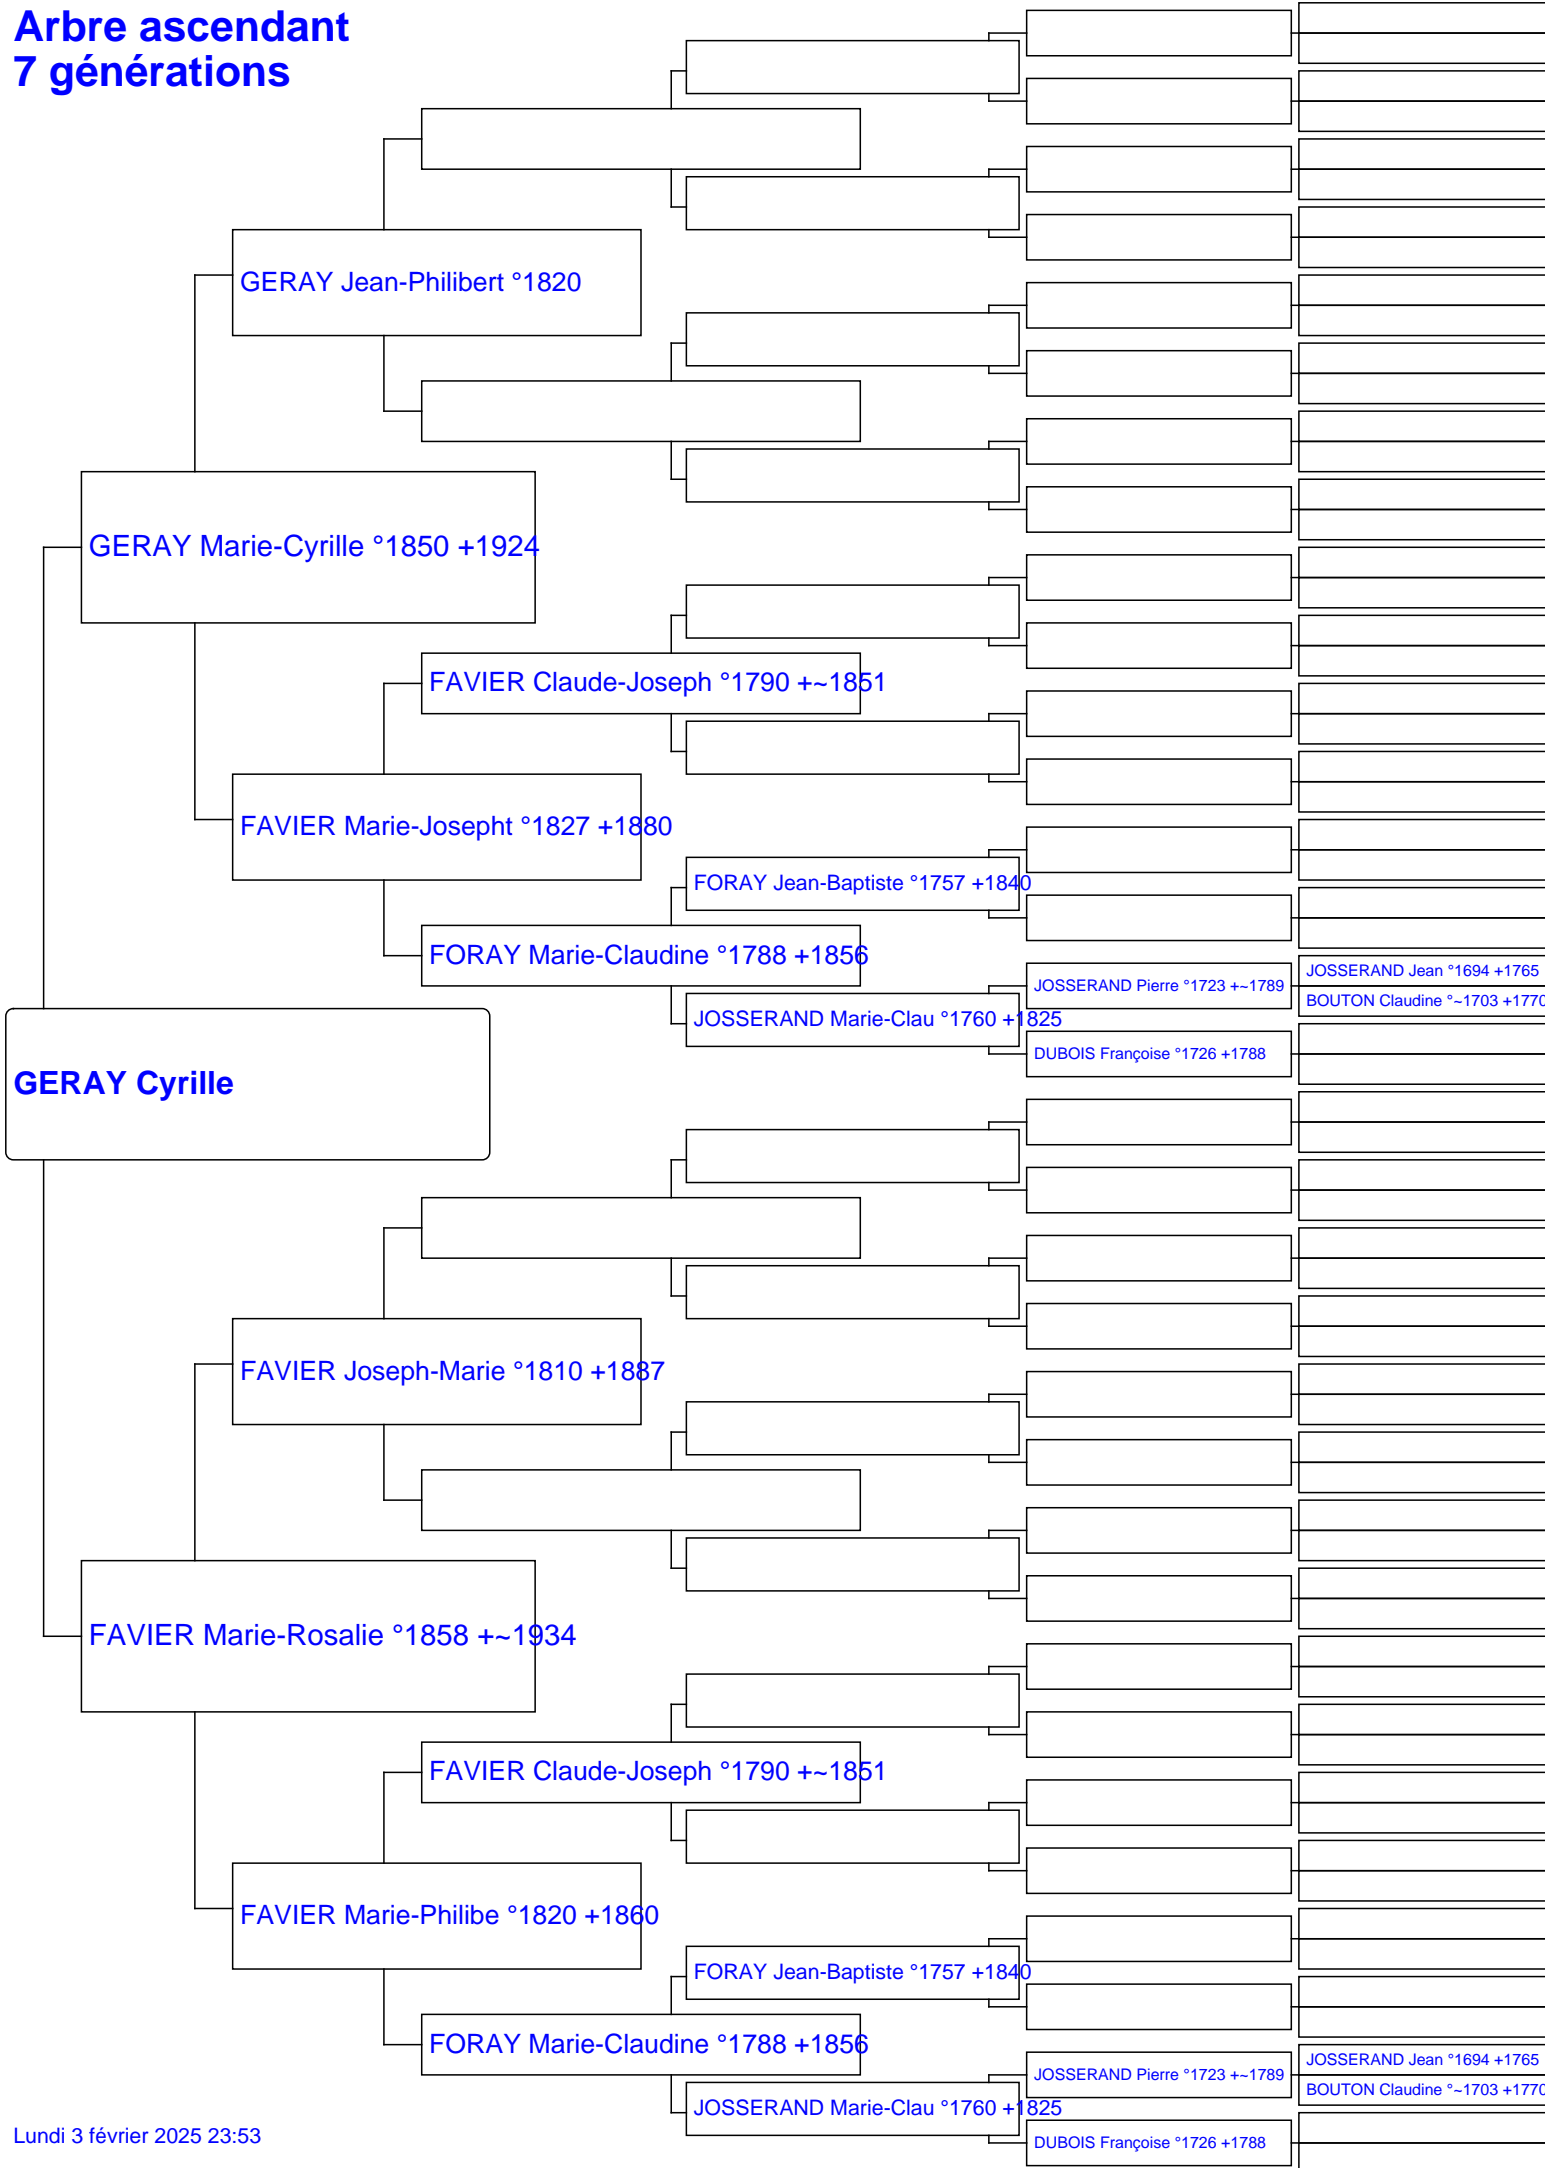 Arbre ascendant
7 générations
GERAY Jean-Philibert °1820
GERAY Marie-Cyrille °1850 +1924
FAVIER Claude-Joseph °1790 +~1851
FAVIER Marie-Josepht °1827 +1880
FORAY Jean-Baptiste °1757 +1840
FORAY Marie-Claudine °1788 +1856
JOSSERAND Jean °1694 +1765
JOSSERAND Pierre °1723 +~1789
BOUTON Claudine °~1703 +1770
JOSSERAND Marie-Clau °1760 +1825
DUBOIS Françoise °1726 +1788
GERAY Cyrille
FAVIER Joseph-Marie °1810 +1887
FAVIER Marie-Rosalie °1858 +~1934
FAVIER Claude-Joseph °1790 +~1851
FAVIER Marie-Philibe °1820 +1860
FORAY Jean-Baptiste °1757 +1840
FORAY Marie-Claudine °1788 +1856
JOSSERAND Jean °1694 +1765
JOSSERAND Pierre °1723 +~1789
BOUTON Claudine °~1703 +1770
JOSSERAND Marie-Clau °1760 +1825
DUBOIS Françoise °1726 +1788
Lundi 3 février 2025 23:53